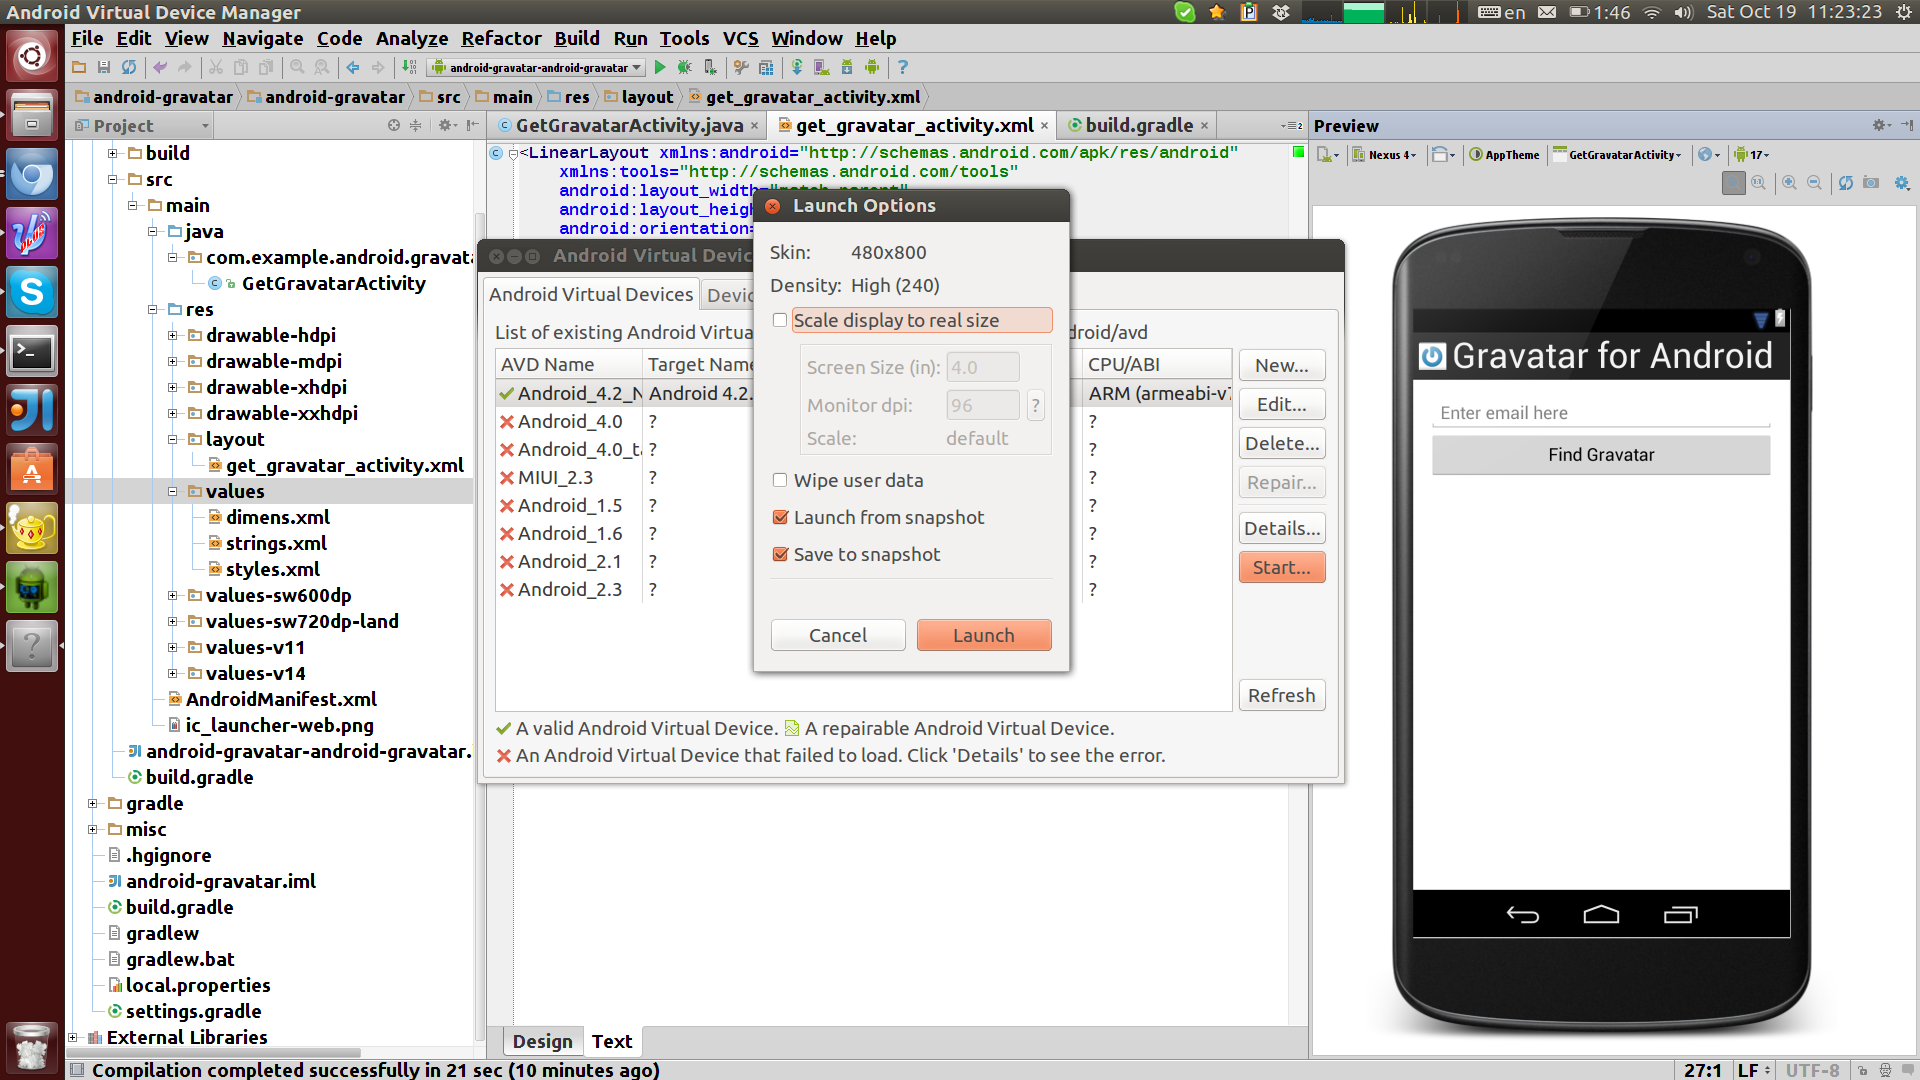 Android Virtual Device Manager
en 1:46 Sat Oct 19 11:23:23
File Edit View Navigate Code Analyze Refactor Build Run Tools VCS Window Help
android-gravatar-android-gravatar
android-gravatar android-gravatar src main res layout get_gravatar_activity.xml
Project
GetGravatarActivity.java get_gravatar_activity.xml build.gradle
Preview
Nexus 4 AppTheme GetGravatarActivity 17
build
src
main
java
com.example.android.gravata
GetGravatarActivity
res
drawable-hdpi
drawable-mdpi
drawable-xhdpi
drawable-xxhdpi
layout
get_gravatar_activity.xml
values
dimens.xml
strings.xml
styles.xml
values-sw600dp
values-sw720dp-land
values-v11
values-v14
AndroidManifest.xml
ic_launcher-web.png
android-gravatar-android-gravatar.
build.gradle
gradle
misc
.hgignore
android-gravatar.iml
build.gradle
gradlew
gradlew.bat
local.properties
settings.gradle
External Libraries
<LinearLayout xmlns:android="http://schemas.android.com/apk/res/android"
xmlns:tools="http://schemas.android.com/tools"
android:layout_width="match_parent"
android:layout_heig
android:orientation=
Android Virtual Devic
Android Virtual Devices Devic
List of existing Android Virtua droid/avd
AVD Name Target Name CPU/ABI
Android_4.2_N Android 4.2. ARM (armeabi-v7
Android_4.0 ? ?
Android_4.0_ta ? ?
MIUI_2.3 ? ?
Android_1.5 ? ?
Android_1.6 ? ?
Android_2.1 ? ?
Android_2.3 ? ?
New...
Edit...
Delete...
Repair...
Details...
Start...
Refresh
A valid Android Virtual Device. A repairable Android Virtual Device.
An Android Virtual Device that failed to load. Click 'Details' to see the error.
Launch Options
Skin: 480x800
Density: High (240)
Scale display to real size
Screen Size (in): 4.0
Monitor dpi: 96 ?
Scale: default
Wipe user data
Launch from snapshot
Save to snapshot
Cancel Launch
Gravatar for Android
Enter email here
Find Gravatar
Design Text
Compilation completed successfully in 21 sec (10 minutes ago) 27:1 LF UTF-8